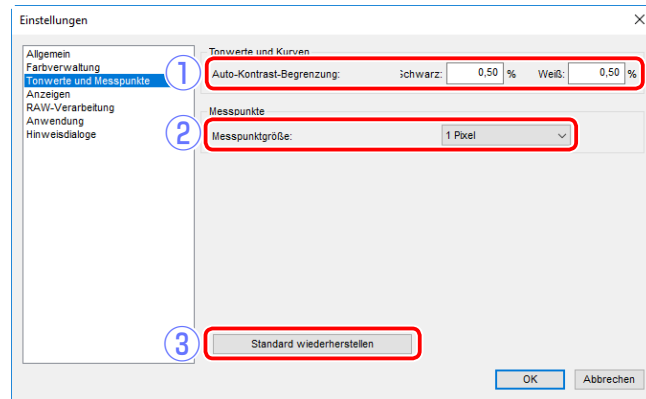 Einstellungen
Allgemein
Farbverwaltung
Tonwerte und Messpunkte
Anzeigen
RAW-Verarbeitung
Anwendung
Hinweisdialoge
Tonwerte und Kurven
1 Auto-Kontrast-Begrenzung: Schwarz: 0,50 % Weiß: 0,50 %
Messpunkte
2 Messpunktgröße: 1 Pixel
3 Standard wiederherstellen
OK Abbrechen